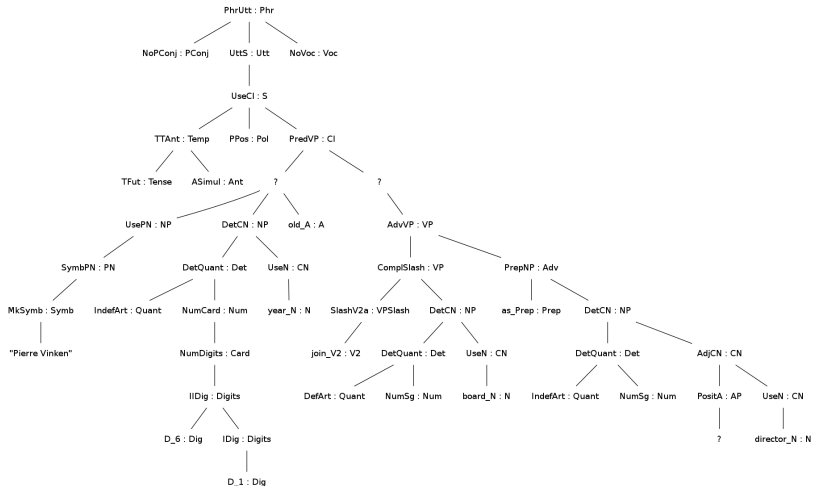 PhrUtt : Phr
NoPConj : PConj UttS : Utt NoVoc : Voc
UseCl : S
TTAnt : Temp PPos : Pol PredVP : Cl
TFut : Tense ASimul : Ant ? ?
UsePN : NP DetCN : NP old_A : A AdvVP : VP
SymbPN : PN DetQuant : Det UseN : CN ComplSlash : VP PrepNP : Adv
MkSymb : Symb IndefArt : Quant NumCard : Num year_N : N SlashV2a : VPSlash DetCN : NP as_Prep : Prep DetCN : NP
"Pierre Vinken" NumDigits : Card join_V2 : V2 DetQuant : Det UseN : CN DetQuant : Det AdjCN : CN
IIDig : Digits DefArt : Quant NumSg : Num board_N : N IndefArt : Quant NumSg : Num PositA : AP UseN : CN
D_6 : Dig IDig : Digits ? director_N : N
D_1 : Dig